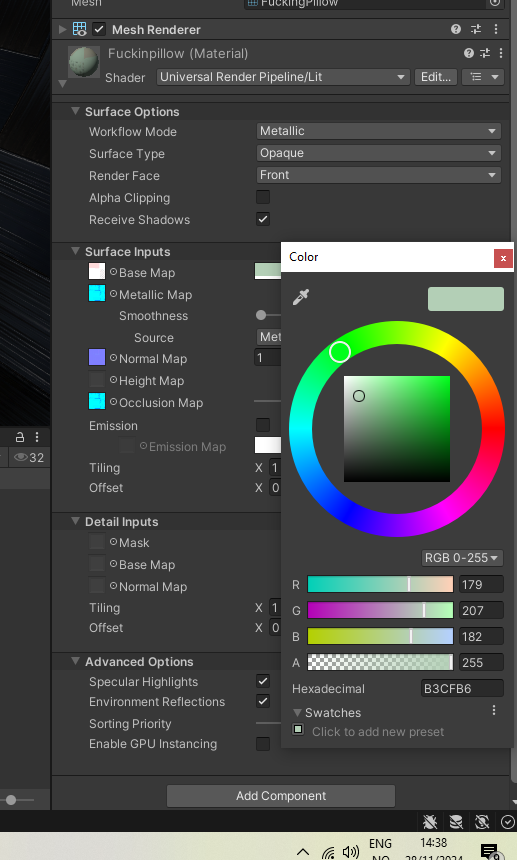 Mesh
FuckingPillow
Mesh Renderer
Fuckinpillow (Material)
Shader
Universal Render Pipeline/Lit
Edit...
Surface Options
Workflow Mode
Metallic
Surface Type
Opaque
Render Face
Front
Alpha Clipping
Receive Shadows
Surface Inputs
Base Map
Metallic Map
Smoothness
Source
Met
Normal Map
1
Height Map
Occlusion Map
Emission
Emission Map
Tiling
X 1
Offset
X 0
Detail Inputs
Mask
Base Map
Normal Map
Tiling
X 1
Offset
X 0
Advanced Options
Specular Highlights
Environment Reflections
Sorting Priority
Enable GPU Instancing
Add Component
32
Color
x
RGB 0-255
R 179
G 207
B 182
A 255
Hexadecimal
B3CFB6
Swatches
Click to add new preset
ENG
14:38
NO
28/11/2024